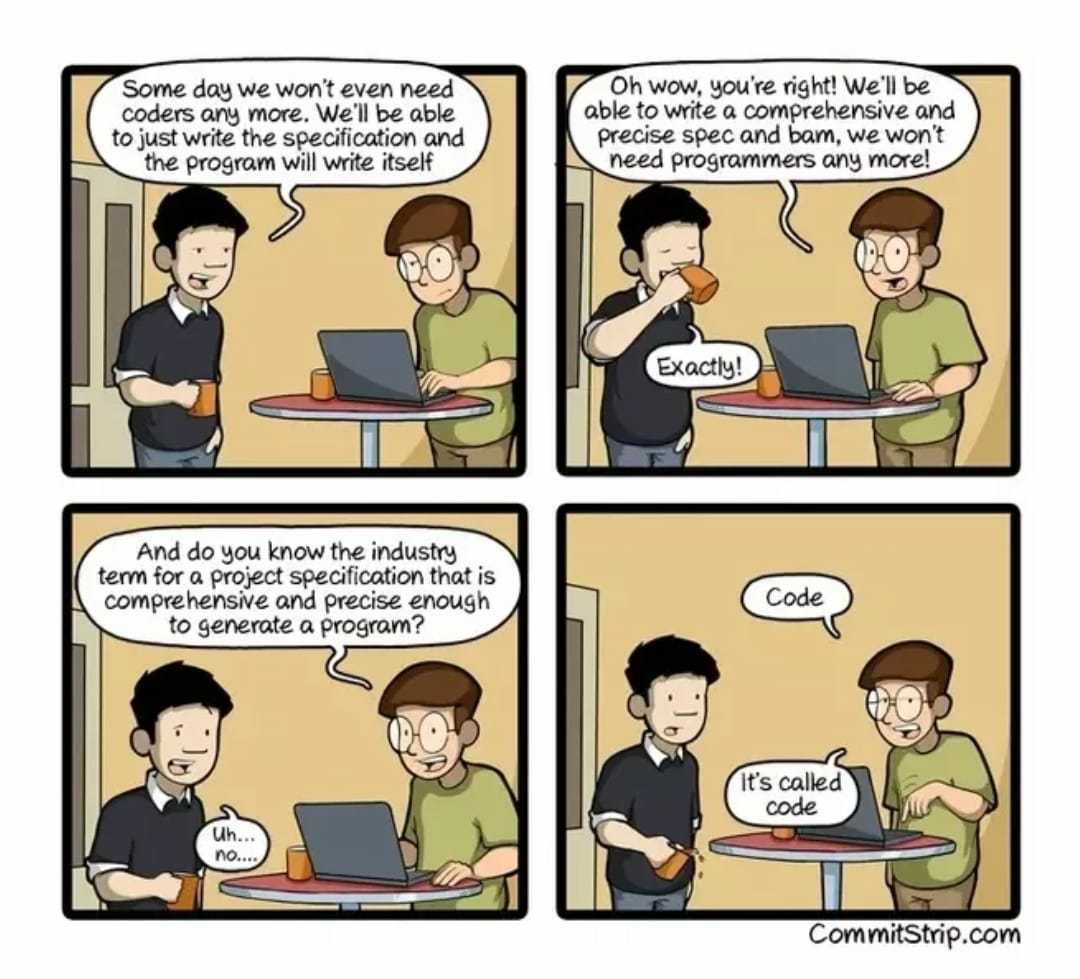 Some day we won't even need
coders any more. We'll be able
to just write the specification and
the program will write itself
Oh wow, you're right! We'll be
able to write a comprehensive and
precise spec and bam, we won't
need programmers any more!
Exactly!
And do you know the industry
term for a project specification that is
comprehensive and precise enough
to generate a program?
Uh...
no....
Code
It's called
code
CommitStrip.com